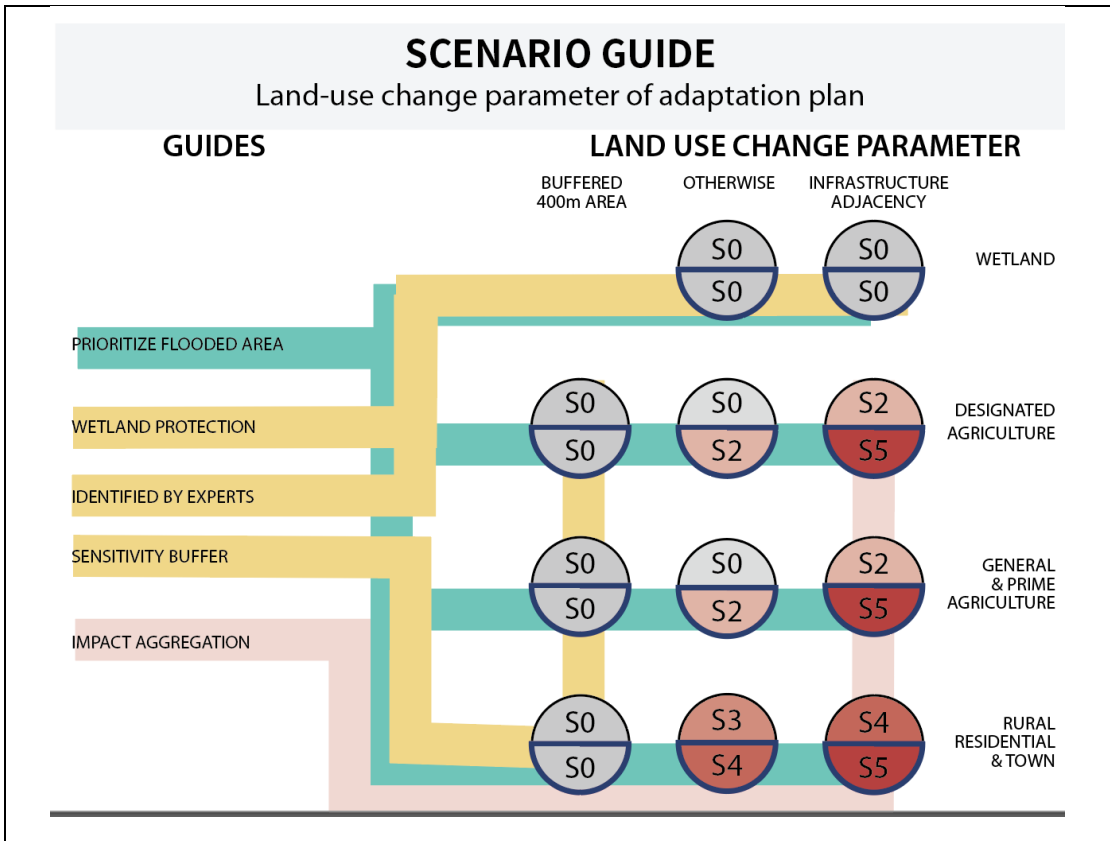 SCENARIO GUIDE
Land-use change parameter of adaptation plan
GUIDES
LAND USE CHANGE PARAMETER
BUFFERED
400m AREA
OTHERWISE
INFRASTRUCTURE
ADJACENCY
S0
S0
WETLAND
S0
S0
PRIORITIZE FLOODED AREA
WETLAND PROTECTION
IDENTIFIED BY EXPERTS
SENSITIVITY BUFFER
IMPACT AGGREGATION
S0
S0
S2
DESIGNATED
AGRICULTURE
S0
S2
S5
S0
S0
S2
GENERAL
& PRIME
AGRICULTURE
S0
S2
S5
S0
S3
S4
RURAL
RESIDENTIAL
& TOWN
S0
S4
S5